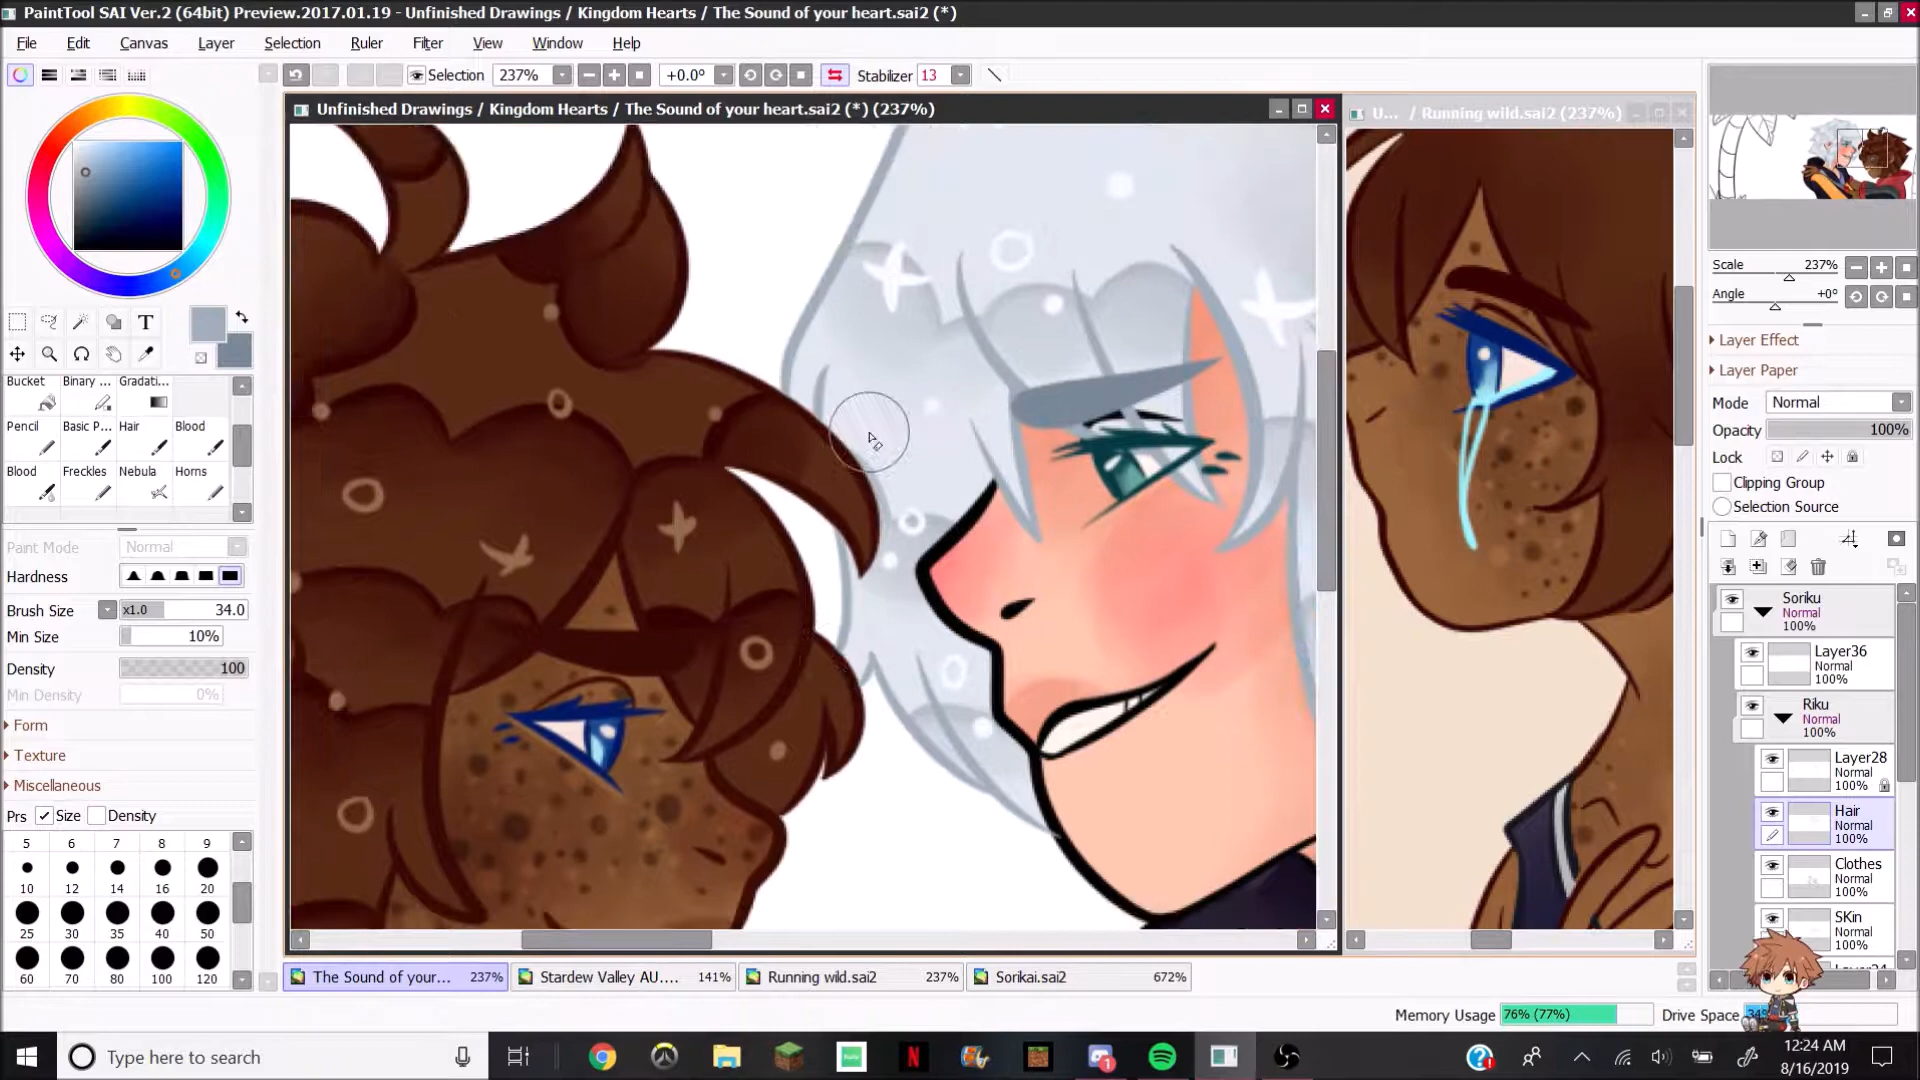 PaintTool SAI Ver.2 (64bit) Preview.2017.01.19 - Unfinished Drawings / Kingdom Hearts / The Sound of your heart.sai2 (*)
File Edit Canvas Layer Selection Ruler Filter View Window Help
Selection 237% +0.0º Stabilizer 13
Unfinished Drawings / Kingdom Hearts / The Sound of your heart.sai2 (*) (237%)
U... / Running wild.sai2 (237%)
Scale 237%
Angle +0º
Layer Effect
Layer Paper
Mode Normal
Opacity 100%
Lock
Clipping Group
Selection Source
Soriku
Normal
100%
Layer36
Normal
100%
Riku
Normal
100%
Layer28
Normal
100%
Hair
Normal
100%
Clothes
Normal
100%
SKin
Normal
100%
T
Bucket Binary ... Gradati...
Pencil Basic P... Hair Blood
Blood Freckles Nebula Horns
Paint Mode Normal
Hardness
Brush Size x1.0 34.0
Min Size 10%
Density 100
Min Density 0%
Form
Texture
Miscellaneous
Prs Size Density
5 6 7 8 9
10 12 14 16 20
25 30 35 40 50
60 70 80 100 120
The Sound of your... 237% Stardew Valley AU.... 141% Running wild.sai2 237% Sorikai.sai2 672%
Memory Usage 76% (77%) Drive Space
Type here to search
12:24 AM
8/16/2019